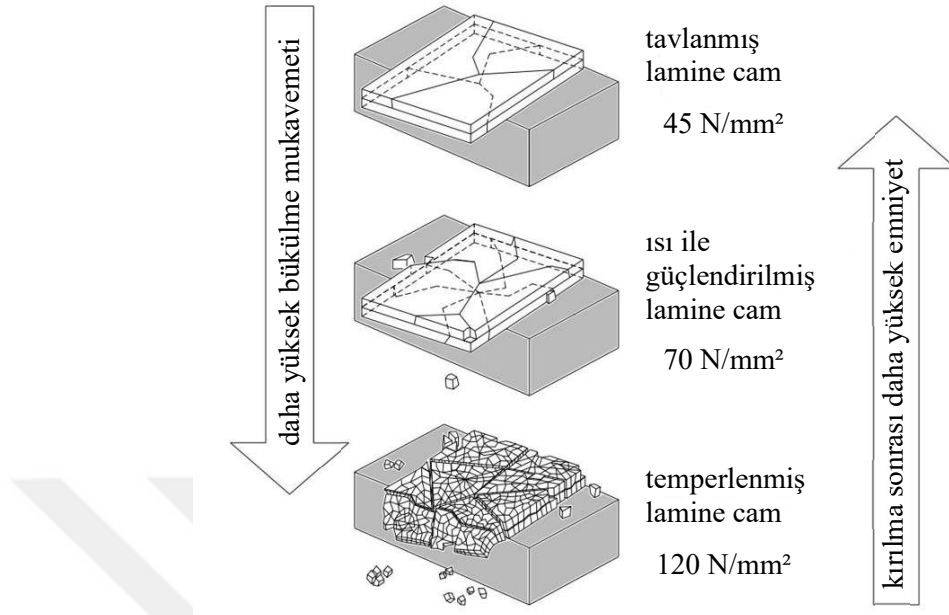 daha yüksek bükülme mukavemeti
tavlanmış
lamine cam
45 N/mm²
ısı ile
güçlendirilmiş
lamine cam
70 N/mm²
temperlenmiş
lamine cam
120 N/mm²
kırılma sonrası daha yüksek emniyet